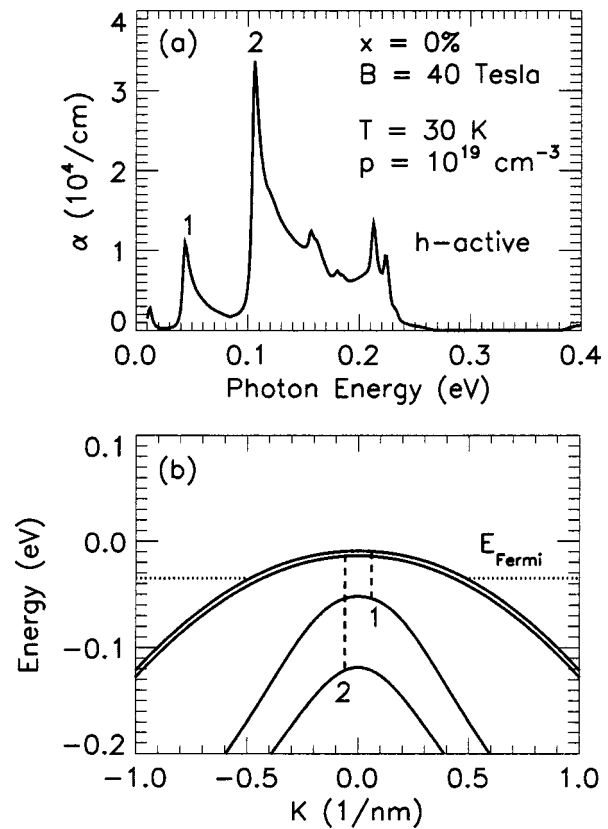 (a)
2
x = 0%
B = 40 Tesla
T = 30 K
p = 10¹⁹ cm⁻³
1
h-active
4
3
2
1
0
α (10⁴/cm)
0.0 0.1 0.2 0.3 0.4
Photon Energy (eV)
(b)
E_Fermi
1
2
0.1
0.0
-0.1
-0.2
Energy (eV)
-1.0 -0.5 0.0 0.5 1.0
K (1/nm)